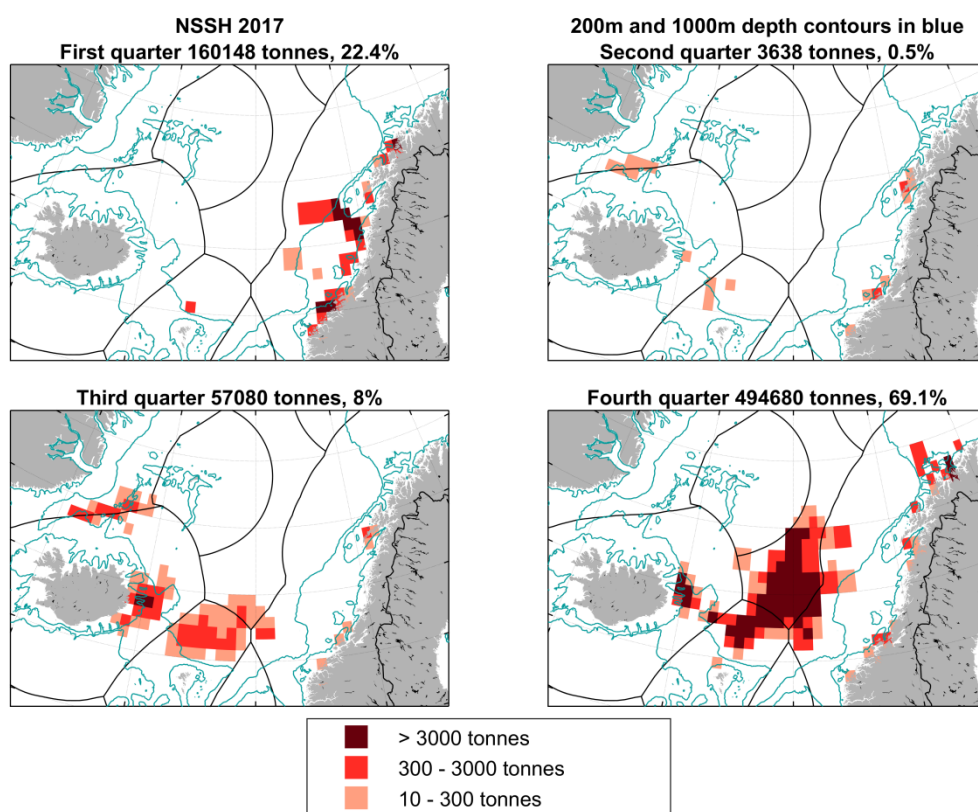 NSSH 2017
First quarter 160148 tonnes, 22.4%
200m and 1000m depth contours in blue
Second quarter 3638 tonnes, 0.5%
Third quarter 57080 tonnes, 8%
Fourth quarter 494680 tonnes, 69.1%
> 3000 tonnes
300 - 3000 tonnes
10 - 300 tonnes